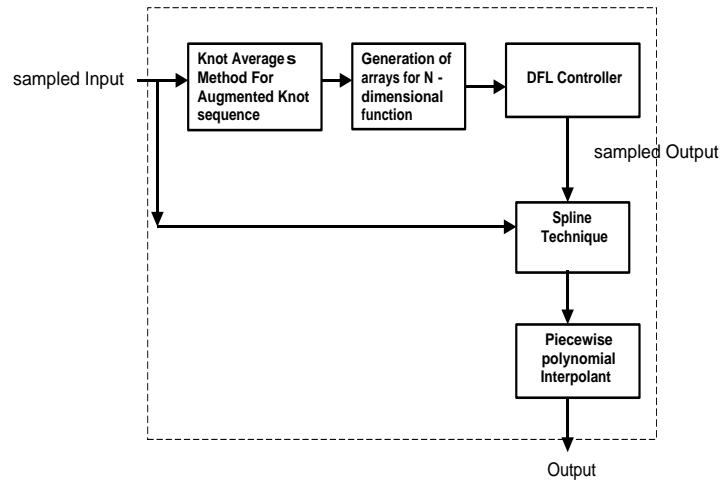 sampled Input
Knot Averages
Method For
Augmented Knot
sequence
Generation of
arrays for N -
dimensional
function
DFL Controller
sampled Output
Spline
Technique
Piecewise
polynomial
Interpolant
Output